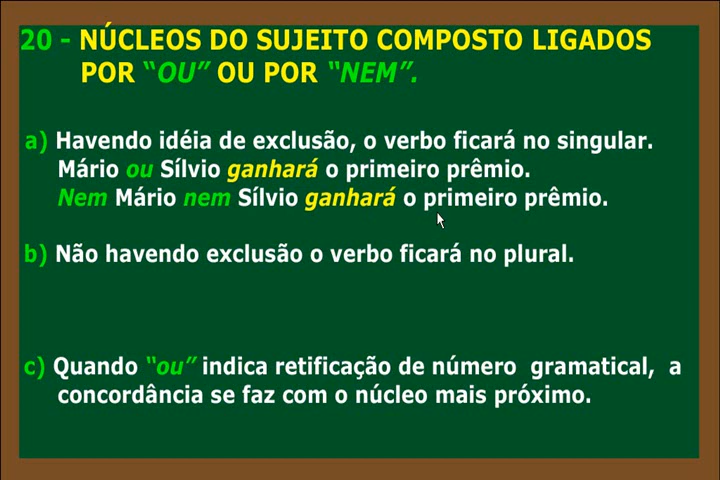 20 - NÚCLEOS DO SUJEITO COMPOSTO LIGADOS
POR “OU” OU POR “NEM”.
a) Havendo idéia de exclusão, o verbo ficará no singular.
Mário ou Sílvio ganhará o primeiro prêmio.
Nem Mário nem Sílvio ganhará o primeiro prêmio.
b) Não havendo exclusão o verbo ficará no plural.
c) Quando “ou” indica retificação de número gramatical, a
concordância se faz com o núcleo mais próximo.